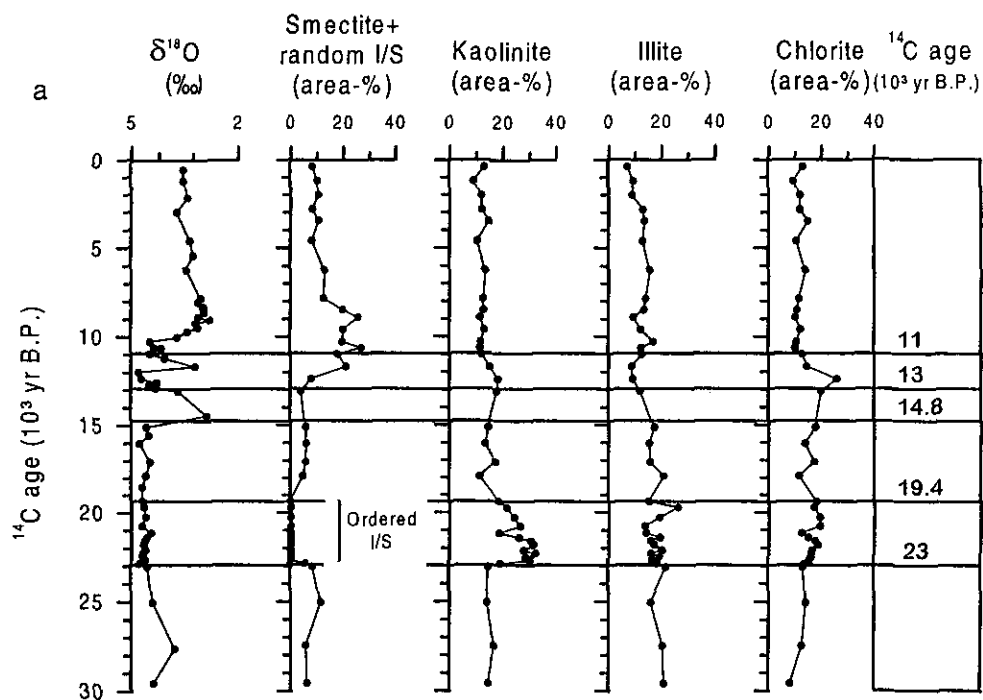 a
δ¹⁸O
(‰)
Smectite+
random I/S
(area-%)
Kaolinite
(area-%)
Illite
(area-%)
Chlorite
(area-%)
¹⁴C age
(10³ yr B.P.)
5 2
0 20 40
0 20 40
0 20 40
0 20 40
¹⁴C age (10³ yr B.P.)
0
5
10
15
20
25
30
Ordered
I/S
11
13
14.8
19.4
23